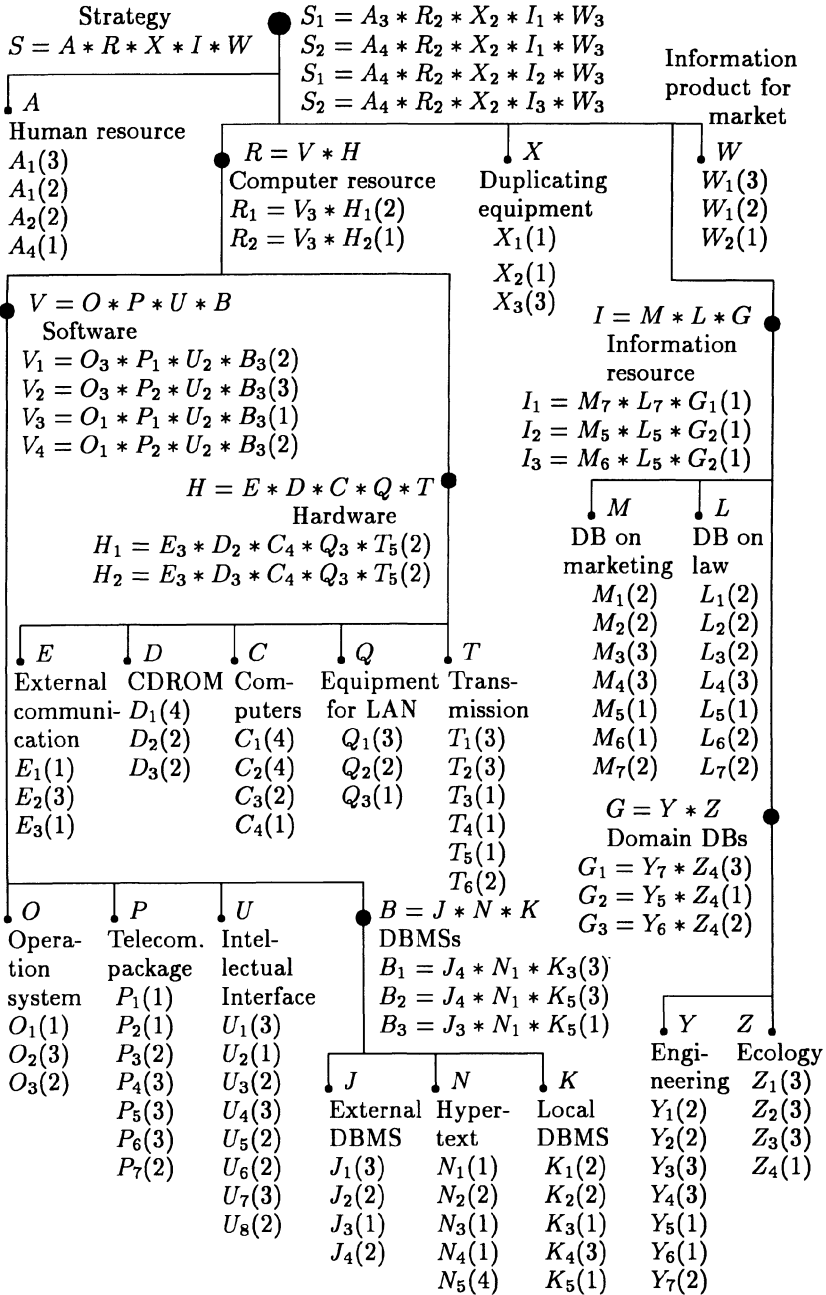 Strategy
S = A ∗ R ∗ X ∗ I ∗ W
S₁ = A₃ ∗ R₂ ∗ X₂ ∗ I₁ ∗ W₃
S₂ = A₄ ∗ R₂ ∗ X₂ ∗ I₁ ∗ W₃
S₁ = A₄ ∗ R₂ ∗ X₂ ∗ I₂ ∗ W₃
S₂ = A₄ ∗ R₂ ∗ X₂ ∗ I₃ ∗ W₃
Information
product for
market
A
Human resource
A₁(3)
A₁(2)
A₂(2)
A₄(1)
R = V ∗ H
Computer resource
R₁ = V₃ ∗ H₁(2)
R₂ = V₃ ∗ H₂(1)
X
Duplicating
equipment
X₁(1)
X₂(1)
X₃(3)
W
W₁(3)
W₁(2)
W₂(1)
V = O ∗ P ∗ U ∗ B
Software
V₁ = O₃ ∗ P₁ ∗ U₂ ∗ B₃(2)
V₂ = O₃ ∗ P₂ ∗ U₂ ∗ B₃(3)
V₃ = O₁ ∗ P₁ ∗ U₂ ∗ B₃(1)
V₄ = O₁ ∗ P₂ ∗ U₂ ∗ B₃(2)
I = M ∗ L ∗ G
Information
resource
I₁ = M₇ ∗ L₇ ∗ G₁(1)
I₂ = M₅ ∗ L₅ ∗ G₂(1)
I₃ = M₆ ∗ L₅ ∗ G₂(1)
H = E ∗ D ∗ C ∗ Q ∗ T
Hardware
H₁ = E₃ ∗ D₂ ∗ C₄ ∗ Q₃ ∗ T₅(2)
H₂ = E₃ ∗ D₃ ∗ C₄ ∗ Q₃ ∗ T₅(2)
M
DB on
marketing
M₁(2)
M₂(2)
M₃(3)
M₄(3)
M₅(1)
M₆(1)
M₇(2)
L
DB on
law
L₁(2)
L₂(2)
L₃(2)
L₄(3)
L₅(1)
L₆(2)
L₇(2)
E
External
communi-
cation
E₁(1)
E₂(3)
E₃(1)
D
CDROM
D₁(4)
D₂(2)
D₃(2)
C
Com-
puters
C₁(4)
C₂(4)
C₃(2)
C₄(1)
Q
Equipment
for LAN
Q₁(3)
Q₂(2)
Q₃(1)
T
Trans-
mission
T₁(3)
T₂(3)
T₃(1)
T₄(1)
T₅(1)
T₆(2)
G = Y ∗ Z
Domain DBs
G₁ = Y₇ ∗ Z₄(3)
G₂ = Y₅ ∗ Z₄(1)
G₃ = Y₆ ∗ Z₄(2)
O
Opera-
tion
system
O₁(1)
O₂(3)
O₃(2)
P
Telecom.
package
P₁(1)
P₂(1)
P₃(2)
P₄(3)
P₅(3)
P₆(3)
P₇(2)
U
Intel-
lectual
Interface
U₁(3)
U₂(1)
U₃(2)
U₄(3)
U₅(2)
U₆(2)
U₇(3)
U₈(2)
B = J ∗ N ∗ K
DBMSs
B₁ = J₄ ∗ N₁ ∗ K₃(3)
B₂ = J₄ ∗ N₁ ∗ K₅(3)
B₃ = J₃ ∗ N₁ ∗ K₅(1)
J
External
DBMS
J₁(3)
J₂(2)
J₃(1)
J₄(2)
N
Hyper-
text
N₁(1)
N₂(2)
N₃(1)
N₄(1)
N₅(4)
K
Local
DBMS
K₁(2)
K₂(2)
K₃(1)
K₄(3)
K₅(1)
Y
Engi-
neering
Y₁(2)
Y₂(2)
Y₃(3)
Y₄(3)
Y₅(1)
Y₆(1)
Y₇(2)
Z
Ecology
Z₁(3)
Z₂(3)
Z₃(3)
Z₄(1)